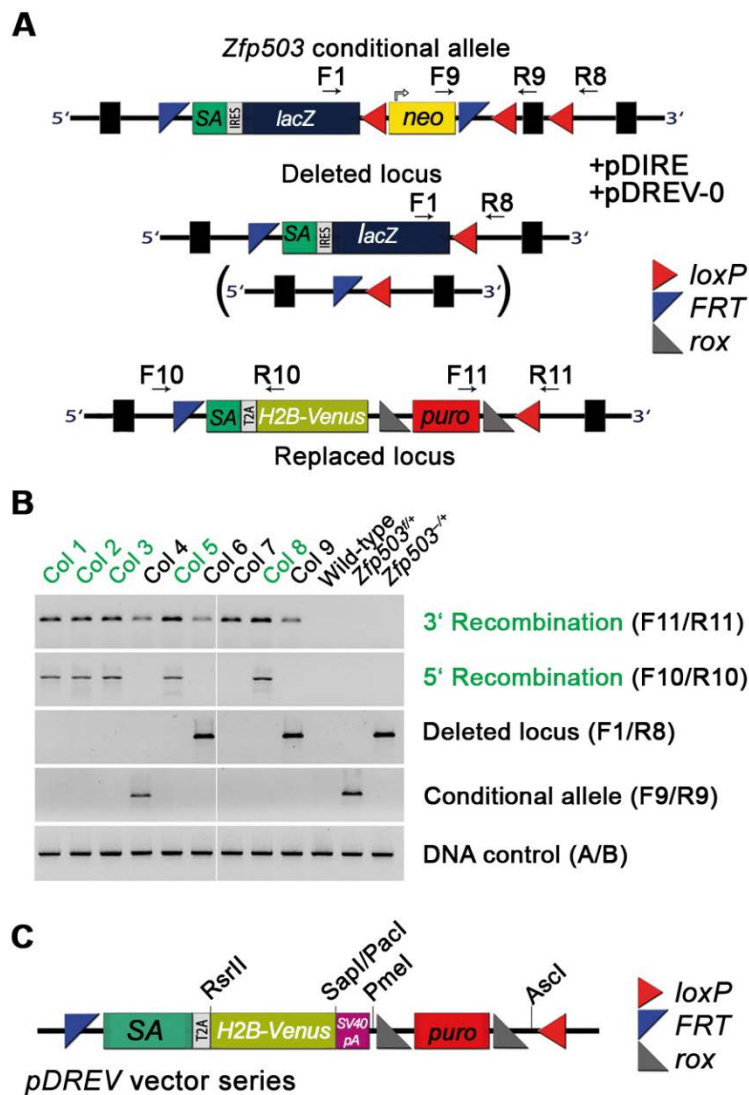 A
Zfp503 conditional allele
F1 F9 R9 R8
5‘ SA IRES lacZ neo 3‘
+pDIRE
+pDREV-0
Deleted locus
F1 R8
5‘ SA IRES lacZ 3‘
(5‘ 3‘)
loxP
FRT
rox
F10 R10 F11 R11
5‘ SA T2A H2B-Venus puro 3‘
Replaced locus
B
Col 1 Col 2 Col 3 Col 4 Col 5 Col 6 Col 7 Col 8 Col 9 Wild-type Zfp503fl/+ Zfp503–/+
3‘ Recombination (F11/R11)
5‘ Recombination (F10/R10)
Deleted locus (F1/R8)
Conditional allele (F9/R9)
DNA control (A/B)
C
RsrII SapI/PacI PmeI AscI
SA T2A H2B-Venus SV40 pA puro
loxP
FRT
rox
pDREV vector series